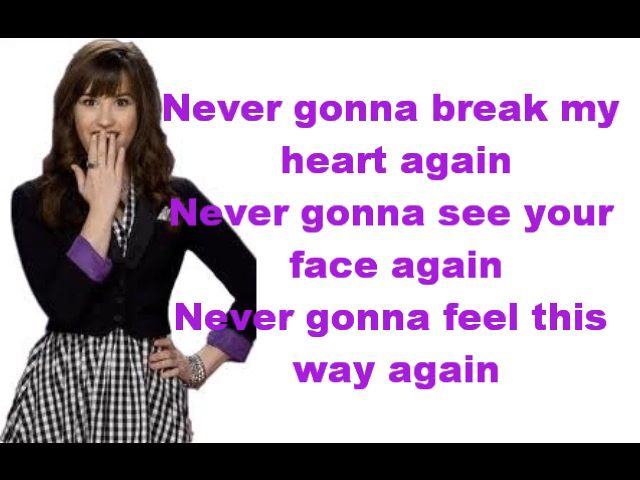 Never gonna break my
heart again
Never gonna see your
face again
Never gonna feel this
way again